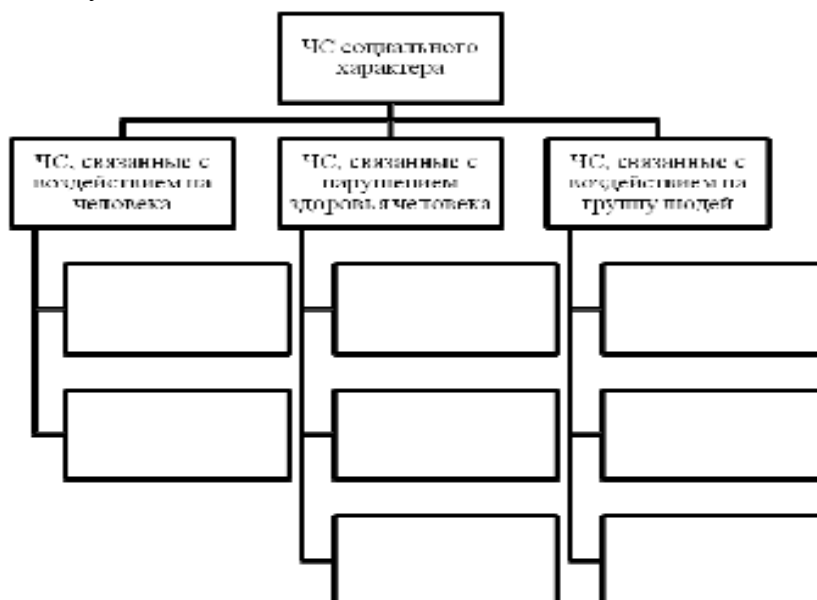 ЧС социального
характера
ЧС, связанные с
воздействием на
человека
ЧС, связанные с
нарушением
здоровья человека
ЧС, связанные с
воздействием на
группу людей